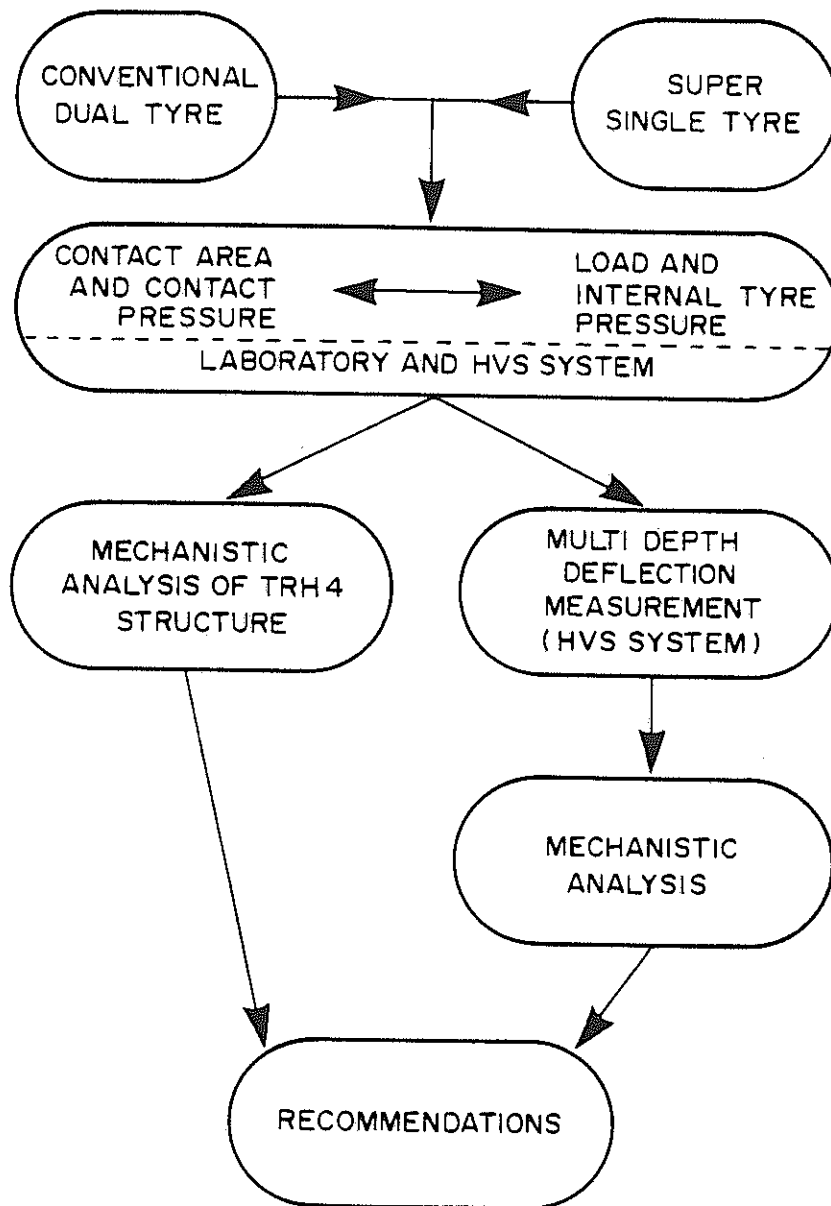 CONVENTIONAL
DUAL TYRE
SUPER
SINGLE TYRE
CONTACT AREA
AND CONTACT
PRESSURE
LOAD AND
INTERNAL TYRE
PRESSURE
LABORATORY AND HVS SYSTEM
MECHANISTIC
ANALYSIS OF TRH4
STRUCTURE
MULTI DEPTH
DEFLECTION
MEASUREMENT
(HVS SYSTEM)
MECHANISTIC
ANALYSIS
RECOMMENDATIONS